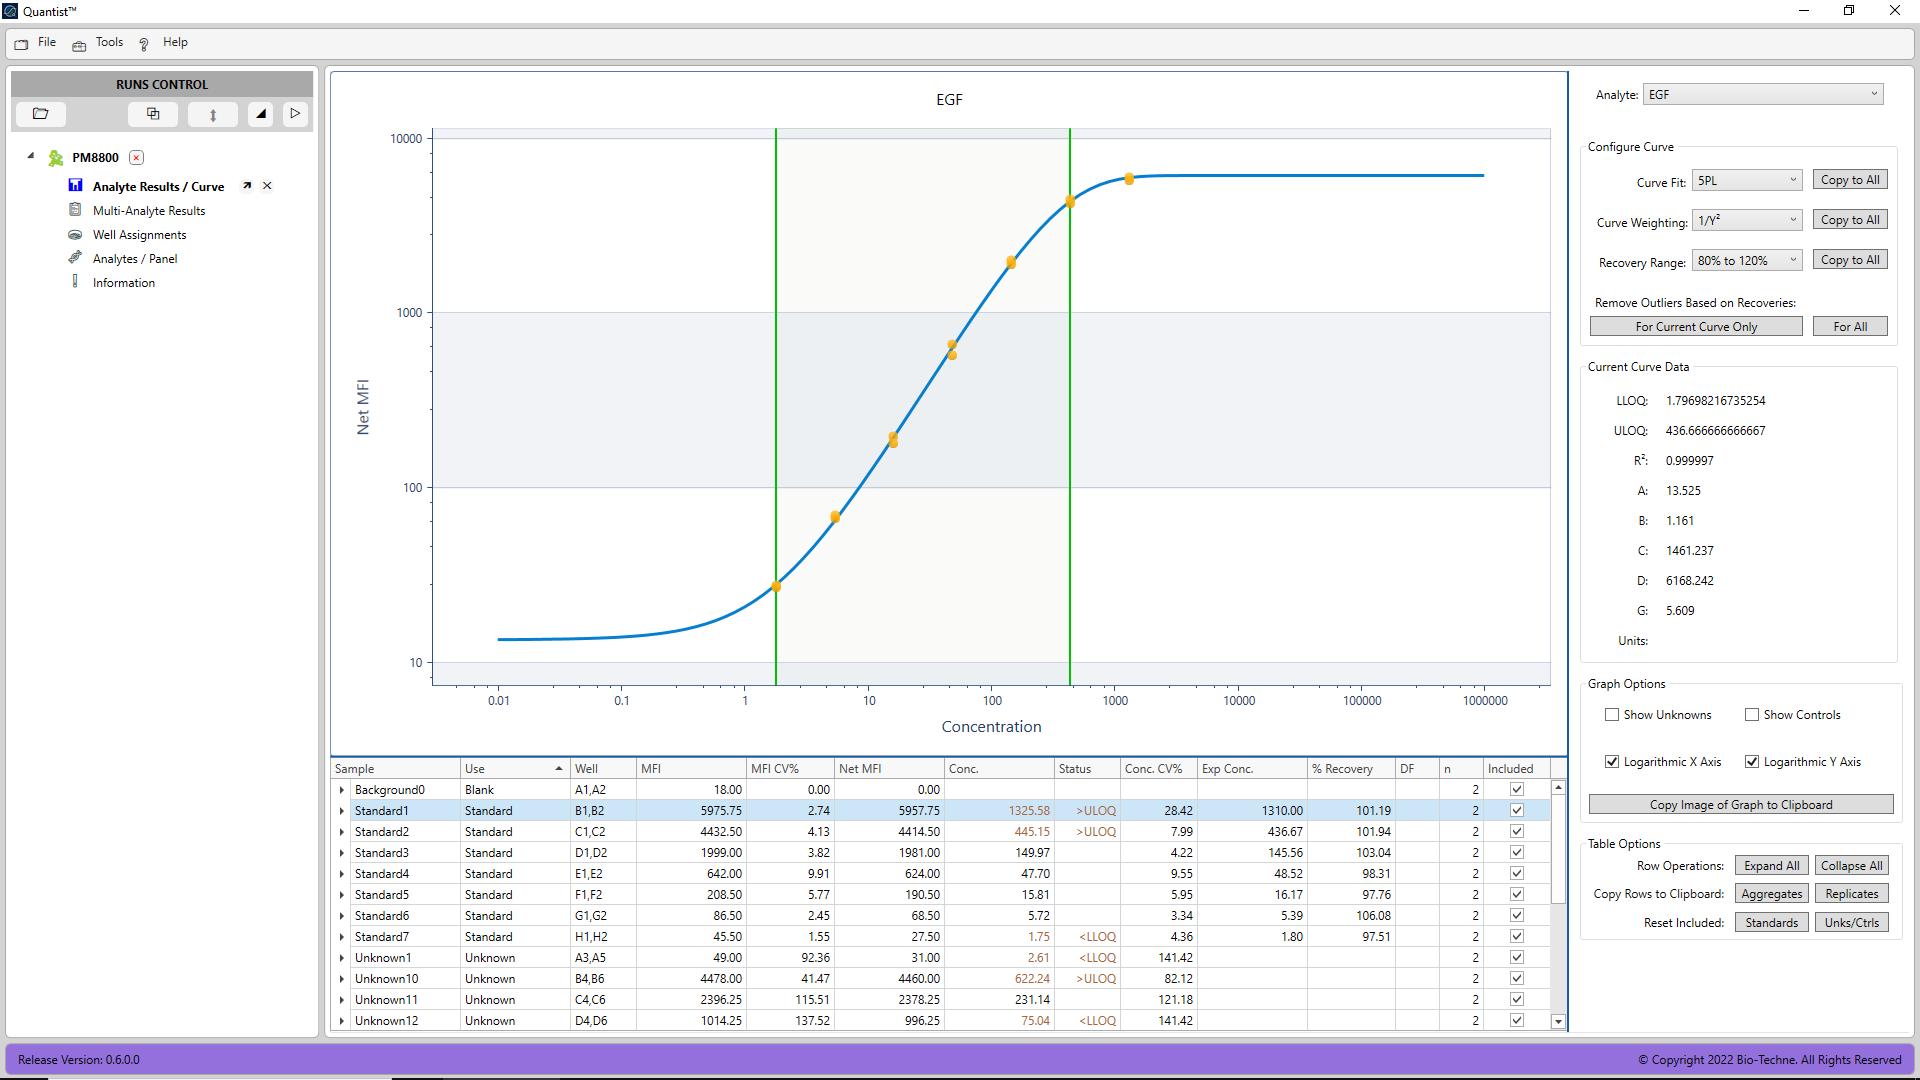 Quantist™
File Tools Help
RUNS CONTROL
PM8800
Analyte Results / Curve
Multi-Analyte Results
Well Assignments
Analytes / Panel
Information
EGF
10000
1000
100
10
Net MFI
0.01 0.1 1 10 100 1000 10000 100000 1000000
Concentration
Analyte: EGF
Configure Curve
Curve Fit: 5PL Copy to All
Curve Weighting: 1/Y² Copy to All
Recovery Range: 80% to 120% Copy to All
Remove Outliers Based on Recoveries:
For Current Curve Only For All
Current Curve Data
LLOQ: 1.79698216735254
ULOQ: 436.666666666667
R²: 0.999997
A: 13.525
B: 1.161
C: 1461.237
D: 6168.242
G: 5.609
Units:
Graph Options
Show Unknowns Show Controls
Logarithmic X Axis Logarithmic Y Axis
Copy Image of Graph to Clipboard
Table Options
Row Operations: Expand All Collapse All
Copy Rows to Clipboard: Aggregates Replicates
Reset Included: Standards Unks/Ctrls
Sample Use Well MFI MFI CV% Net MFI Conc. Status Conc. CV% Exp Conc. % Recovery DF n Included
Background0 Blank A1,A2 18.00 0.00 0.00 2
Standard1 Standard B1,B2 5975.75 2.74 5957.75 1325.58 >ULOQ 28.42 1310.00 101.19 2
Standard2 Standard C1,C2 4432.50 4.13 4414.50 445.15 >ULOQ 7.99 436.67 101.94 2
Standard3 Standard D1,D2 1999.00 3.82 1981.00 149.97 4.22 145.56 103.04 2
Standard4 Standard E1,E2 642.00 9.91 624.00 47.70 9.55 48.52 98.31 2
Standard5 Standard F1,F2 208.50 5.77 190.50 15.81 5.95 16.17 97.76 2
Standard6 Standard G1,G2 86.50 2.45 68.50 5.72 3.34 5.39 106.08 2
Standard7 Standard H1,H2 45.50 1.55 27.50 1.75 <LLOQ 4.36 1.80 97.51 2
Unknown1 Unknown A3,A5 49.00 92.36 31.00 2.61 <LLOQ 141.42 2
Unknown10 Unknown B4,B6 4478.00 41.47 4460.00 622.24 >ULOQ 82.12 2
Unknown11 Unknown C4,C6 2396.25 115.51 2378.25 231.14 121.18 2
Unknown12 Unknown D4,D6 1014.25 137.52 996.25 75.04 <LLOQ 141.42 2
Release Version: 0.6.0.0
© Copyright 2022 Bio-Techne. All Rights Reserved